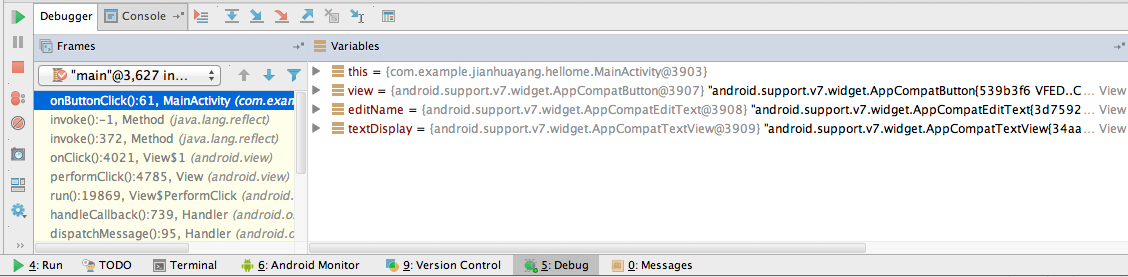 Debugger Console
Frames Variables
"main"@3,627 in...
this = {com.example.jianhuayang.hellome.MainActivity@3903}
view = {android.support.v7.widget.AppCompatButton@3907} "android.support.v7.widget.AppCompatButton{539b3f6 VFED..C... View
editName = {android.support.v7.widget.AppCompatEditText@3908} "android.support.v7.widget.AppCompatEditText{3d7592... View
textDisplay = {android.support.v7.widget.AppCompatTextView@3909} "android.support.v7.widget.AppCompatTextView{34aa... View
onButtonClick():61, MainActivity (com.exan
invoke():-1, Method (java.lang.reflect)
invoke():372, Method (java.lang.reflect)
onClick():4021, View$1 (android.view)
performClick():4785, View (android.view)
run():19869, View$PerformClick (android.
handleCallback():739, Handler (android.o
dispatchMessage():95, Handler (android.c
4: Run TODO Terminal 6: Android Monitor 9: Version Control 5: Debug 0: Messages